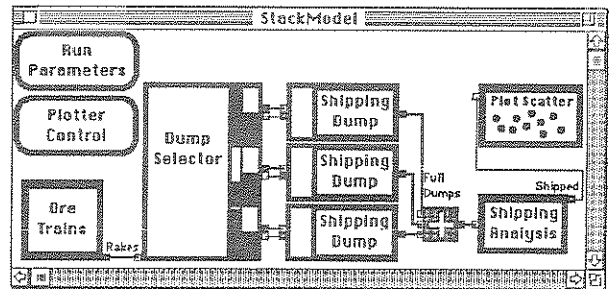 StackModel
Run
Parameters
Plotter
Control
Ore
Trains
Rakes
Dump
Selector
Shipping
Dump
Shipping
Dump
Shipping
Dump
Full
Dumps
Plot Scatter
Shipped
Shipping
Analysis